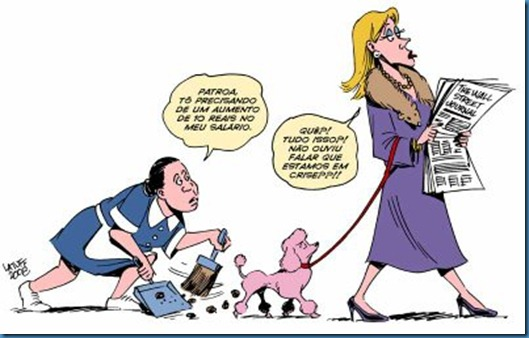 PATROA,
TÔ PRECISANDO
DE UM AUMENTO
DE 10 REAIS NO
MEU SALÁRIO.
QUÊ?!
TUDO ISSO?!
NÃO OUVIU
FALAR QUE
ESTAMOS EM
CRISE??!!
THE WALL
STREET
JOURNAL
LATUFF
2008